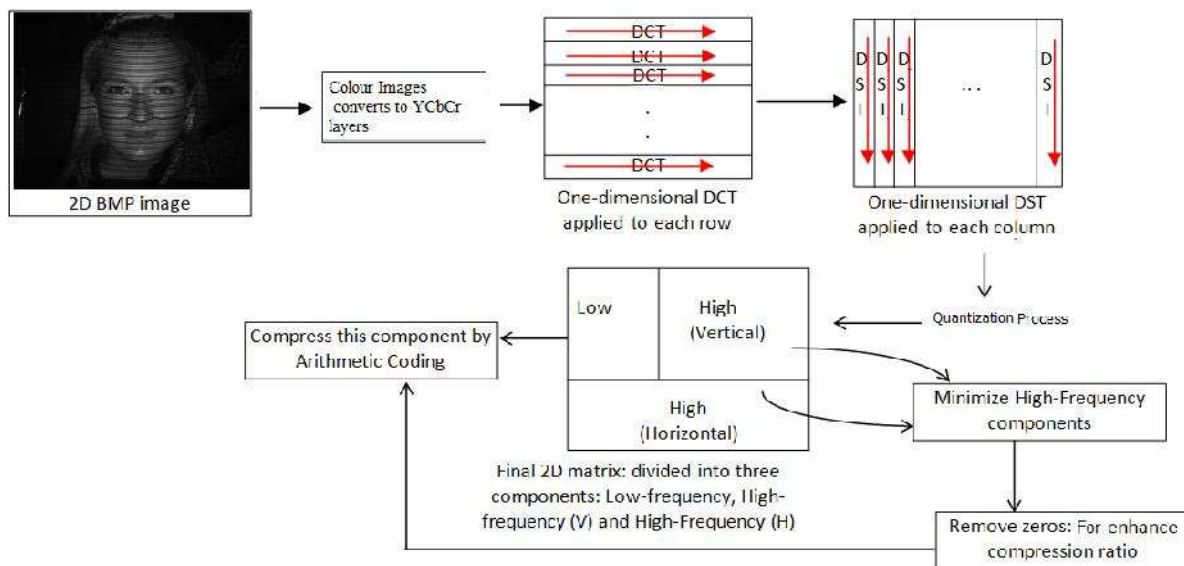 2D BMP image
Colour Images
converts to YCbCr
layers
DCT
DCT
DCT
.
.
DCT
One-dimensional DCT
applied to each row
D D D ... D
S S S S
I I I I
One-dimensional DST
applied to each column
Quantization Process
Low
High
(Vertical)
High
(Horizontal)
Compress this component by
Arithmetic Coding
Minimize High-Frequency
components
Final 2D matrix: divided into three
components: Low-frequency, High-
frequency (V) and High-Frequency (H)
Remove zeros: For enhance
compression ratio